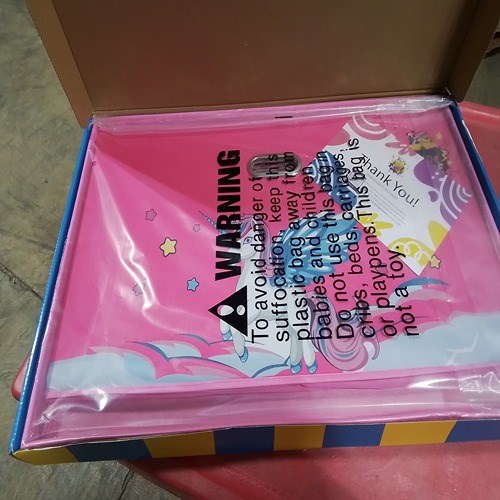 WARNING
To avoid danger of
suffocation, keep this
plastic bag away from
babies and children.
Do not use this bag in
cribs, beds, carriages,
or playpens.This bag is
not a toy.
Thank You!